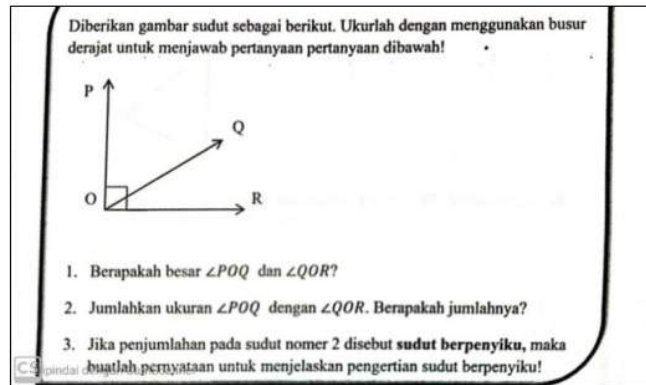 Diberikan gambar sudut sebagai berikut. Ukurlah dengan menggunakan busur
derajat untuk menjawab pertanyaan pertanyaan dibawah!
P
Q
O
R
1. Berapakah besar ∠POQ dan ∠QOR?
2. Jumlahkan ukuran ∠POQ dengan ∠QOR. Berapakah jumlahnya?
3. Jika penjumlahan pada sudut nomer 2 disebut sudut berpenyiku, maka
buatlah pernyataan untuk menjelaskan pengertian sudut berpenyiku!
CS